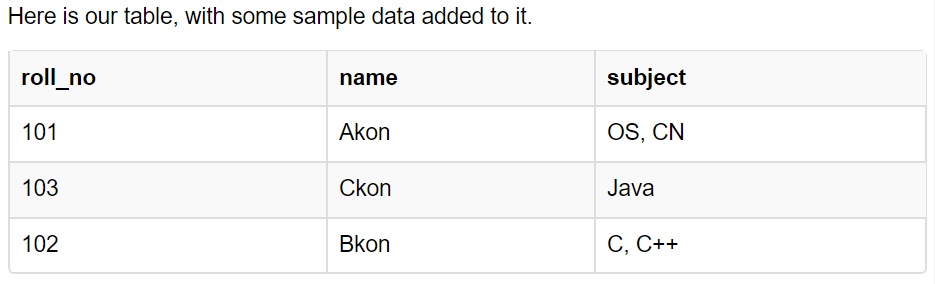 Here is our table, with some sample data added to it.
roll_no name subject
101 Akon OS, CN
103 Ckon Java
102 Bkon C, C++